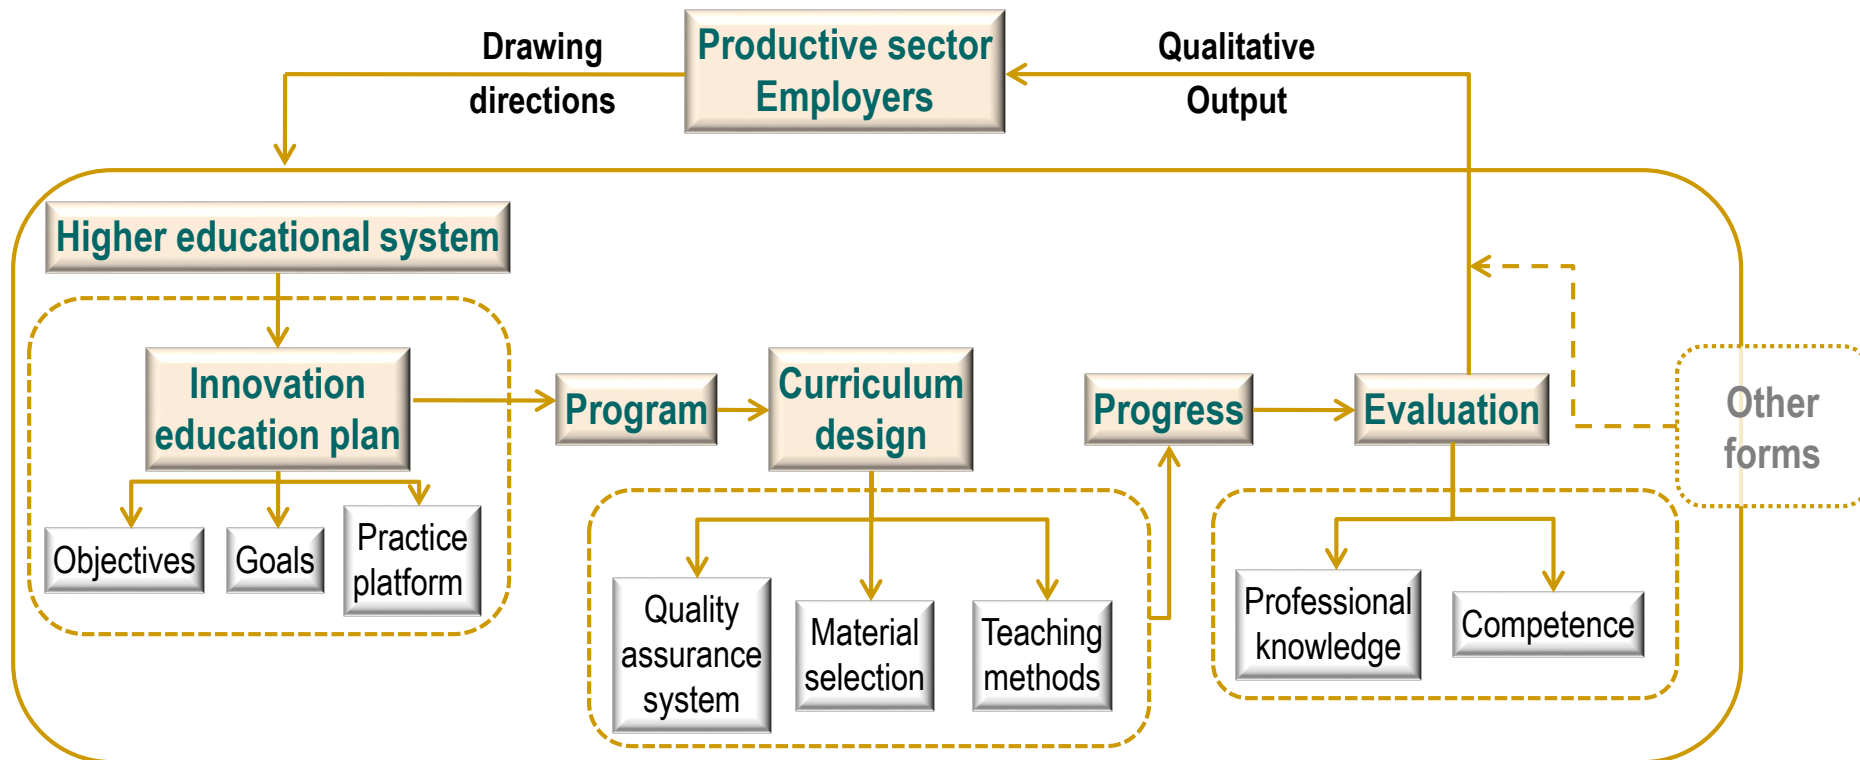 Drawing
directions
Productive sector
Employers
Qualitative
Output
Higher educational system
Innovation
education plan
Program
Curriculum
design
Progress
Evaluation
Other
forms
Objectives
Goals
Practice
platform
Quality
assurance
system
Material
selection
Teaching
methods
Professional
knowledge
Competence